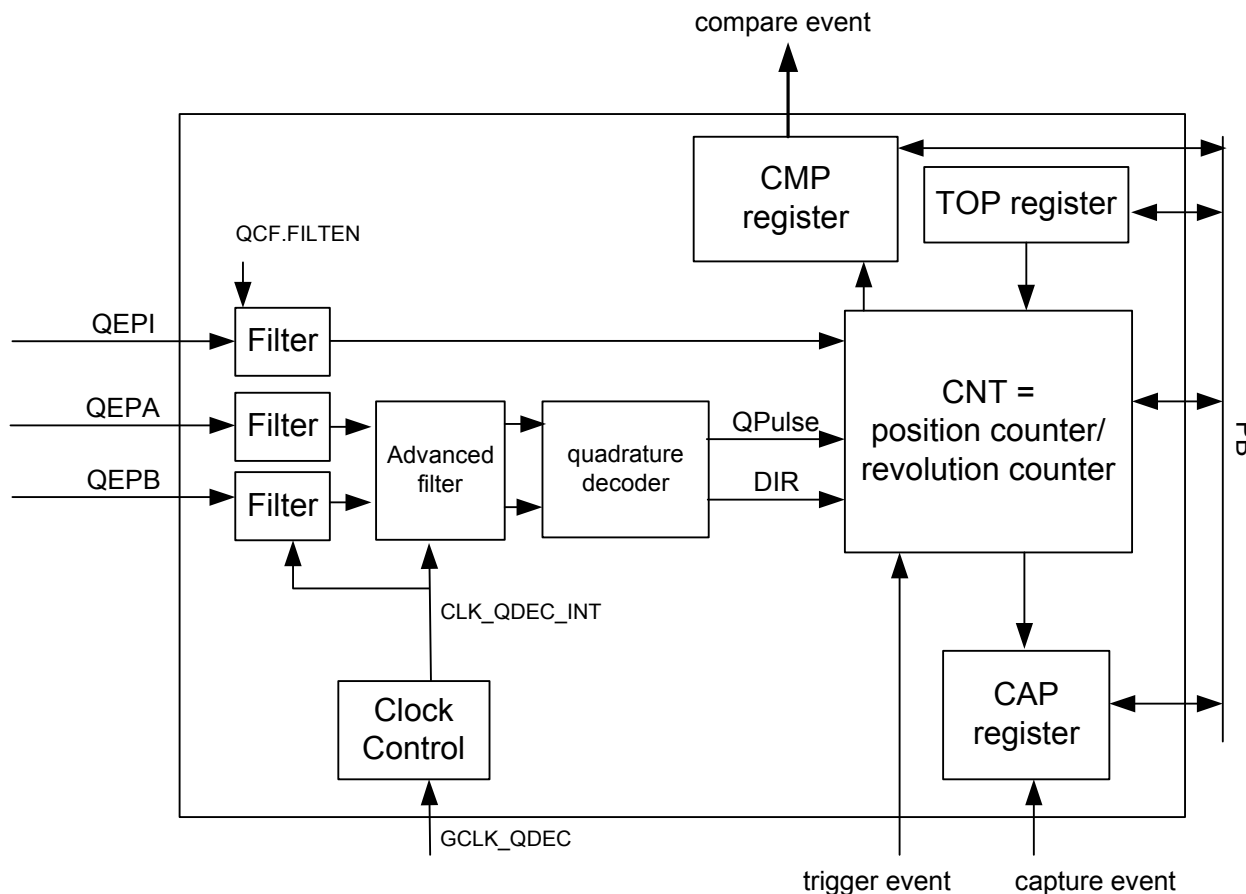 compare event
CMP
register
TOP register
QCF.FILTEN
QEPI
Filter
QEPA
Filter
QEPB
Filter
Advanced
filter
quadrature
decoder
QPulse
DIR
CNT =
position counter/
revolution counter
PB
CLK_QDEC_INT
Clock
Control
CAP
register
GCLK_QDEC
trigger event
capture event